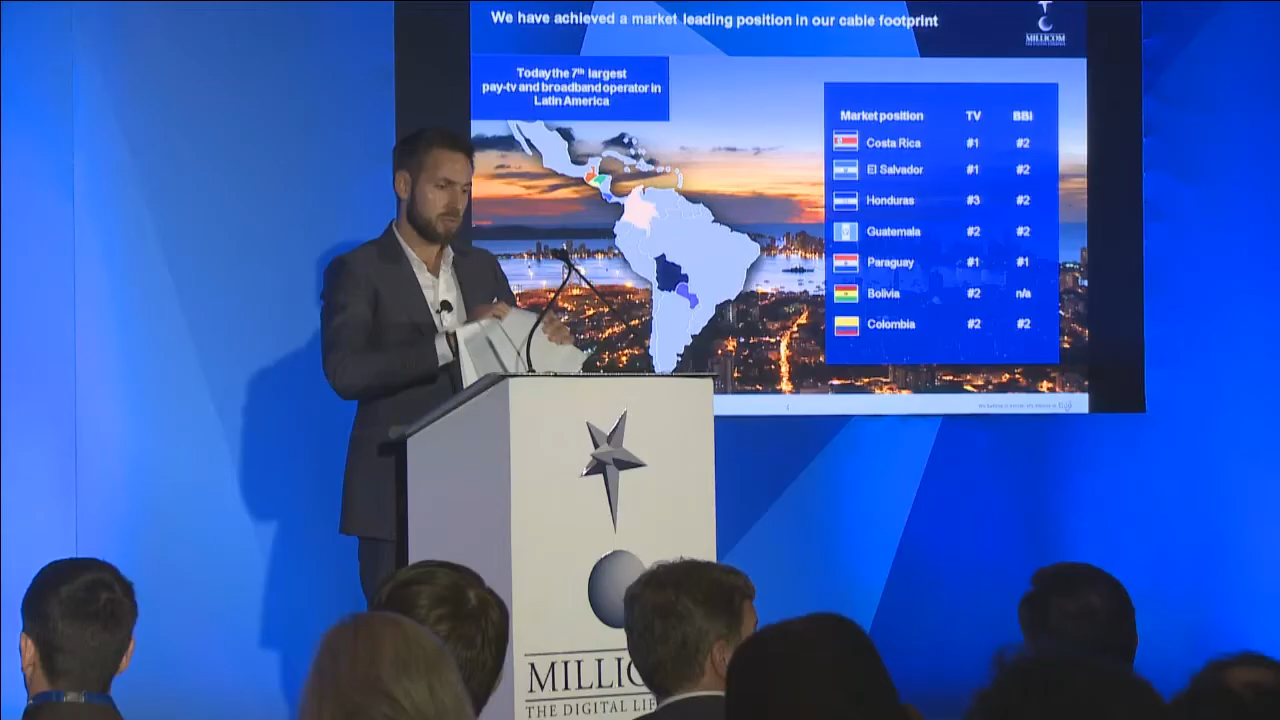 We have achieved a market leading position in our cable footprint
MILLICOM
Today the 7th largest
pay-tv and broadband operator in
Latin America
Market position TV BBI
Costa Rica #1 #2
El Salvador #1 #2
Honduras #3 #2
Guatemala #2 #2
Paraguay #1 #1
Bolivia #2 n/a
Colombia #2 #2
MILLIC
THE DIGITAL LIF